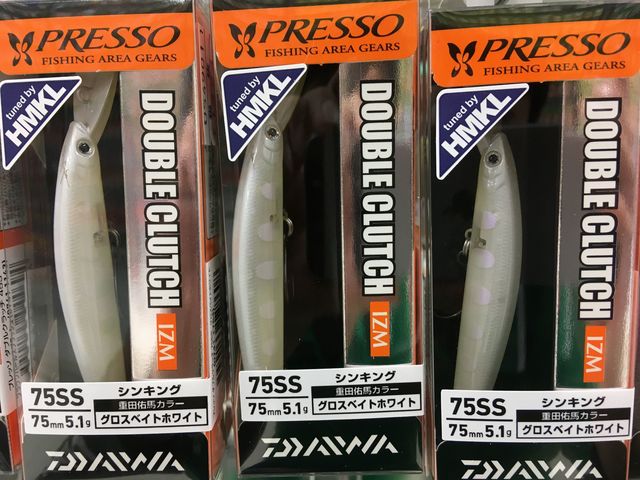 PRESSO
FISHING AREA GEARS
tuned by
HMKL
DOUBLE CLUTCH
IZM
75SS
75mm 5.1g
シンキング
重田佑馬カラー
グロスベイトホワイト
DAIWA
PRESSO
FISHING AREA GEARS
tuned by
HMKL
DOUBLE CLUTCH
IZM
75SS
75mm 5.1g
シンキング
重田佑馬カラー
グロスベイトホワイト
DAIWA
PRESSO
FISHING AREA GEARS
tuned by
HMKL
DOUBLE CLUTCH
IZM
75SS
75mm 5.1g
シンキング
重田佑馬カラー
グロスベイトホワイト
DAIWA